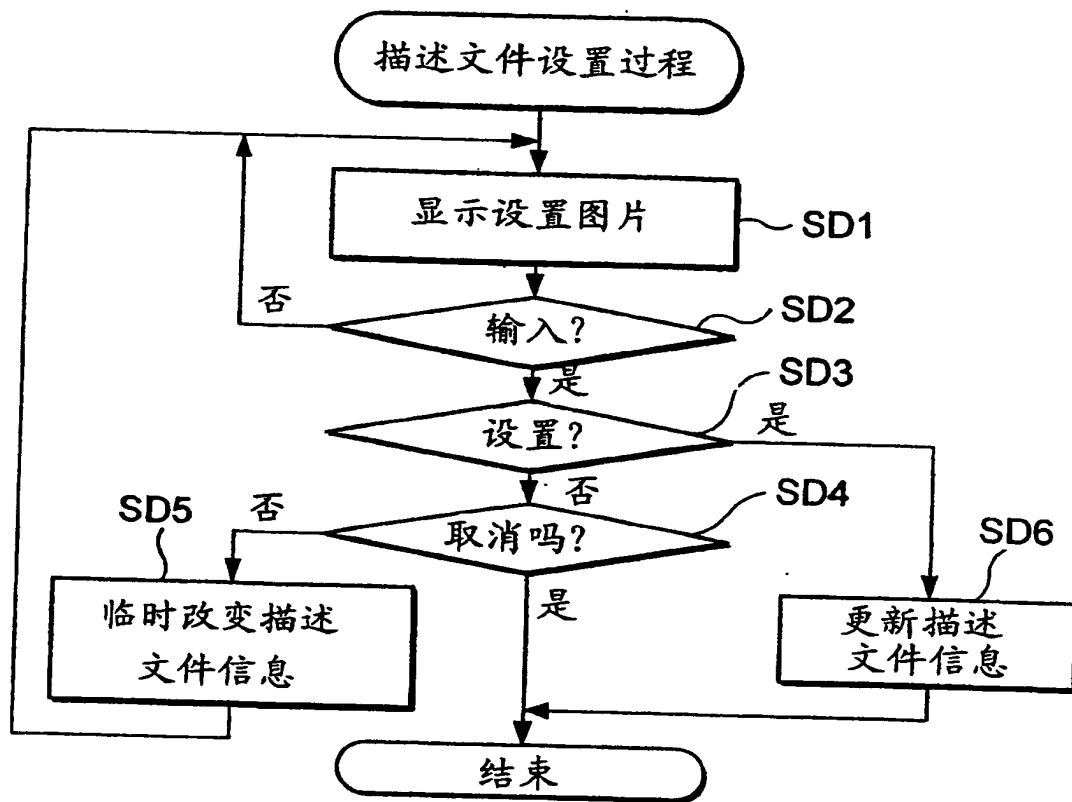 描述文件设置过程
显示设置图片
SD1
否
输入?
SD2
是
SD3
设置?
是
否
SD4
SD5
否
取消吗?
SD6
临时改变描述
文件信息
是
更新描述
文件信息
结束